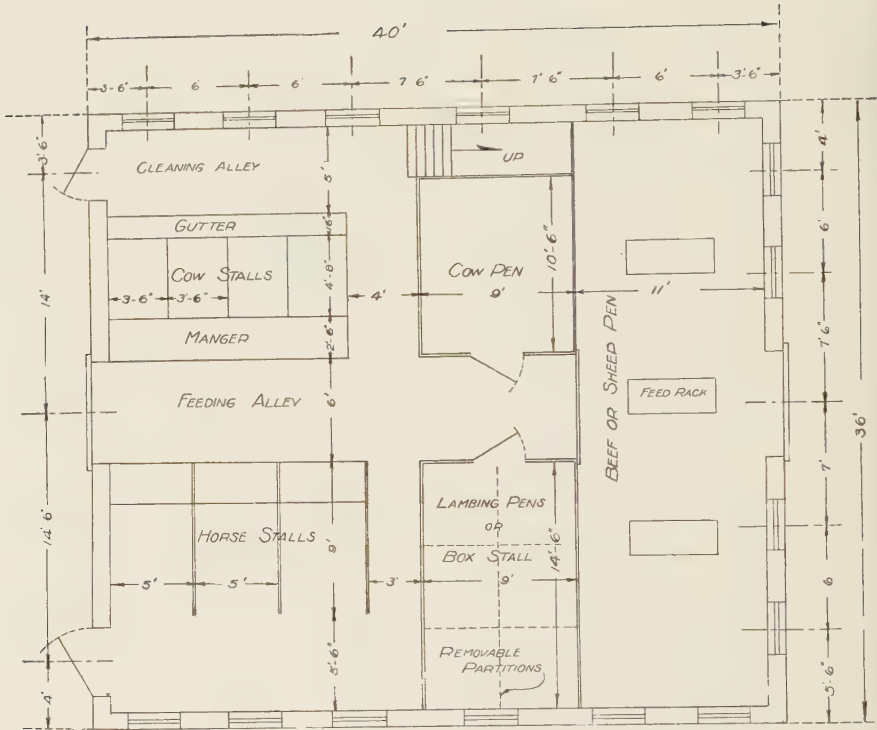 40'
3'-6"
6'
6'
7' 6"
7' 6"
6'
3'-6"
3'-6"
CLEANING ALLEY
5'
UP
4'
GUTTER
18"
COW STALLS
4'-8"
COW PEN
10'-6"
6'
14'
3'-6"
3'-6"
4'
9'
11'
MANGER
2'-6"
BEEF OR SHEEP PEN
7' 6"
FEEDING ALLEY
6'
FEED RACK
36'
7'
14' 6"
HORSE STALLS
9'
LAMBING PENS
OR
BOX STALL
14'-6"
5'
5'
3'
9'
6
REMOVABLE
PARTITIONS
5'-6"
4'
5'-6"